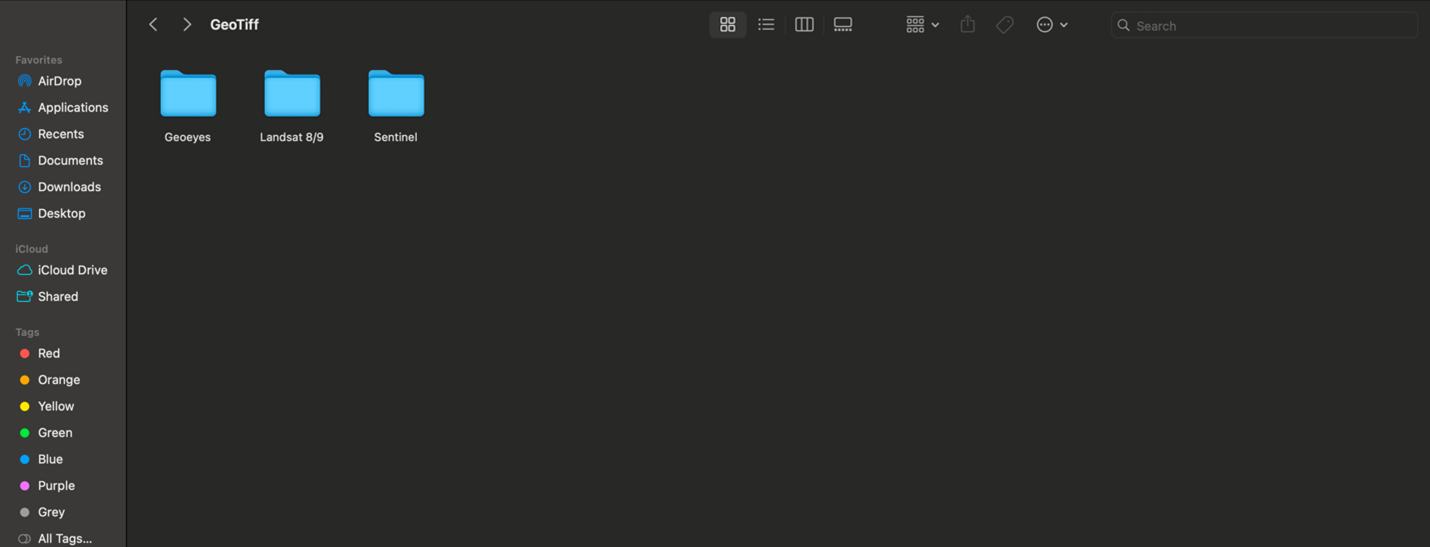 GeoTiff
Search
Favorites
AirDrop
Applications
Recents
Documents
Downloads
Desktop
iCloud
iCloud Drive
Shared
Tags
Red
Orange
Yellow
Green
Blue
Purple
Grey
All Tags...
Geoeyes
Landsat 8/9
Sentinel